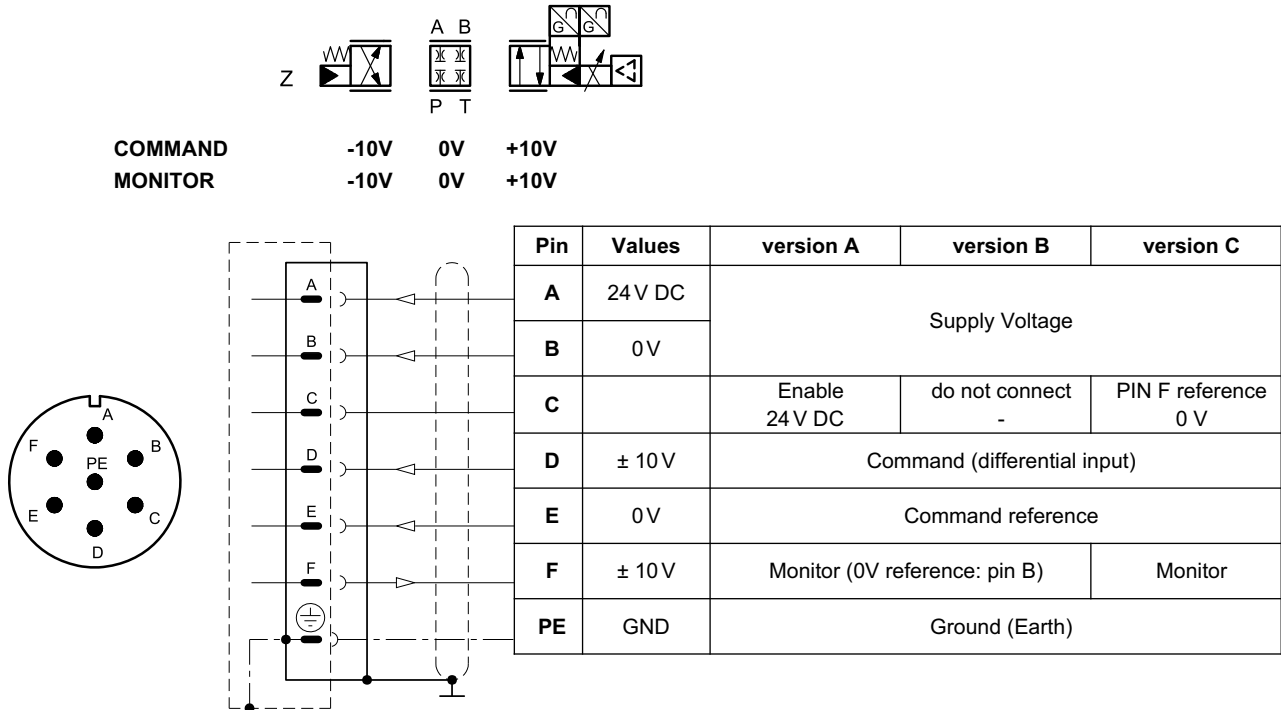 G G
A B
Z
P T
COMMAND -10V 0V +10V
MONITOR -10V 0V +10V
Pin Values version A version B version C
A 24 V DC Supply Voltage
B 0 V
C Enable 24 V DC do not connect - PIN F reference 0 V
D ± 10 V Command (differential input)
E 0 V Command reference
F ± 10 V Monitor (0V reference: pin B) Monitor
PE GND Ground (Earth)
A
B
C
D
E
F
A
F B
PE
E C
D